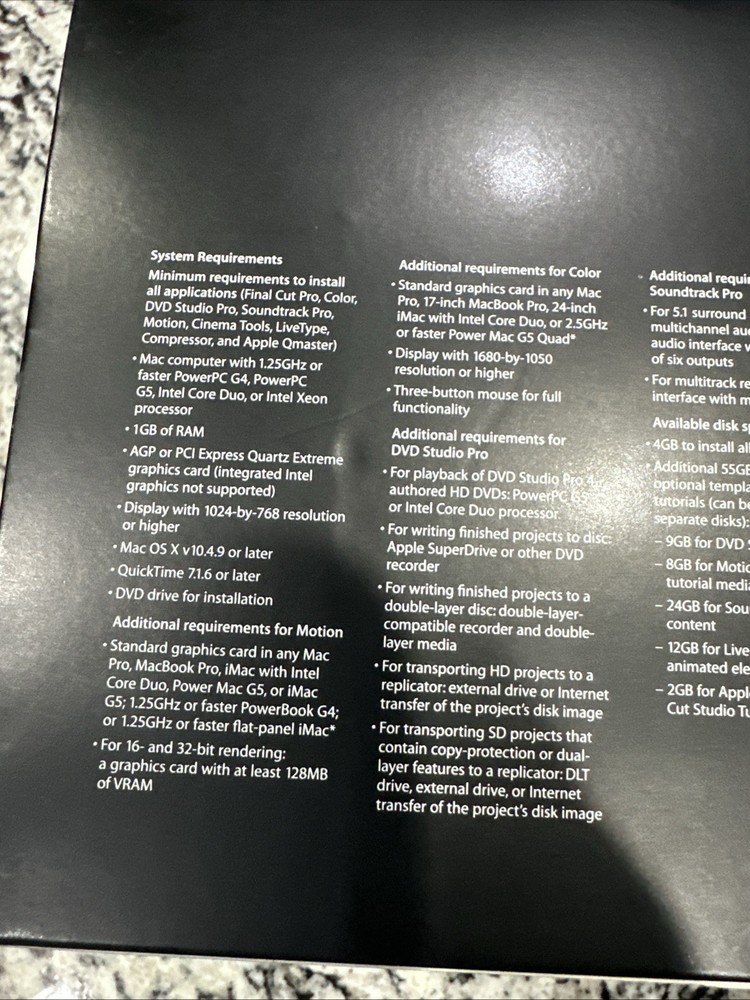 System Requirements
Minimum requirements to install
all applications (Final Cut Pro, Color,
DVD Studio Pro, Soundtrack Pro,
Motion, Cinema Tools, LiveType,
Compressor, and Apple Qmaster)
• Mac computer with 1.25GHz or
faster PowerPC G4, PowerPC
G5, Intel Core Duo, or Intel Xeon
processor
• 1GB of RAM
• AGP or PCI Express Quartz Extreme
graphics card (integrated Intel
graphics not supported)
• Display with 1024-by-768 resolution
or higher
• Mac OS X v10.4.9 or later
• QuickTime 7.1.6 or later
• DVD drive for installation
Additional requirements for Motion
• Standard graphics card in any Mac
Pro, MacBook Pro, iMac with Intel
Core Duo, Power Mac G5, or iMac
G5; 1.25GHz or faster PowerBook G4;
or 1.25GHz or faster flat-panel iMac*
• For 16- and 32-bit rendering:
a graphics card with at least 128MB
of VRAM
Additional requirements for Color
• Standard graphics card in any Mac
Pro, 17-inch MacBook Pro, 24-inch
iMac with Intel Core Duo, or 2.5GHz
or faster Power Mac G5 Quad*
• Display with 1680-by-1050
resolution or higher
• Three-button mouse for full
functionality
Additional requirements for
DVD Studio Pro
• For playback of DVD Studio Pro 4
authored HD DVDs: PowerPC G5
or Intel Core Duo processor
• For writing finished projects to disc:
Apple SuperDrive or other DVD
recorder
• For writing finished projects to a
double-layer disc: double-layer-
compatible recorder and double-
layer media
• For transporting HD projects to a
replicator: external drive or Internet
transfer of the project's disk image
• For transporting SD projects that
contain copy-protection or dual-
layer features to a replicator: DLT
drive, external drive, or Internet
transfer of the project's disk image
Additional requir
Soundtrack Pro
• For 5.1 surround
multichannel au
audio interface
of six outputs
• For multitrack re
interface with m
Available disk s
• 4GB to install al
• Additional 55GB
optional templa
tutorials (can be
separate disks):
– 9GB for DVD
– 8GB for Motio
tutorial media
– 24GB for Sou
content
– 12GB for Live
animated ele
– 2GB for Appl
Cut Studio Tu